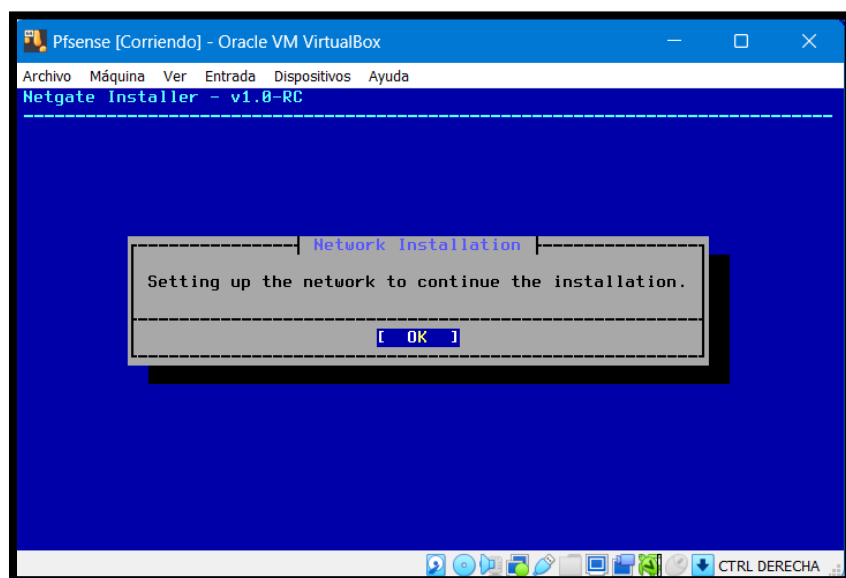 Pfsense [Corriendo] - Oracle VM VirtualBox
Archivo Máquina Ver Entrada Dispositivos Ayuda
Netgate Installer - v1.0-RC
Network Installation
Setting up the network to continue the installation.
[ OK ]
CTRL DERECHA